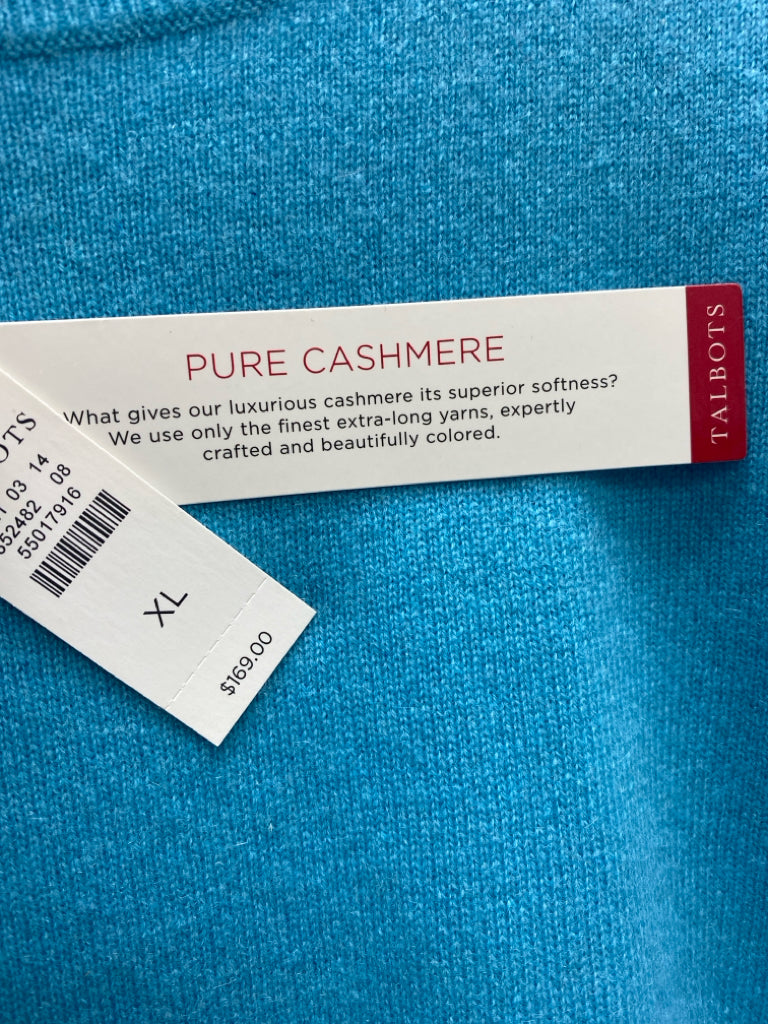 PURE CASHMERE
What gives our luxurious cashmere its superior softness?
We use only the finest extra-long yarns, expertly
crafted and beautifully colored.
TALBOTS
03 14
52482 08
55017916
XL
$169.00